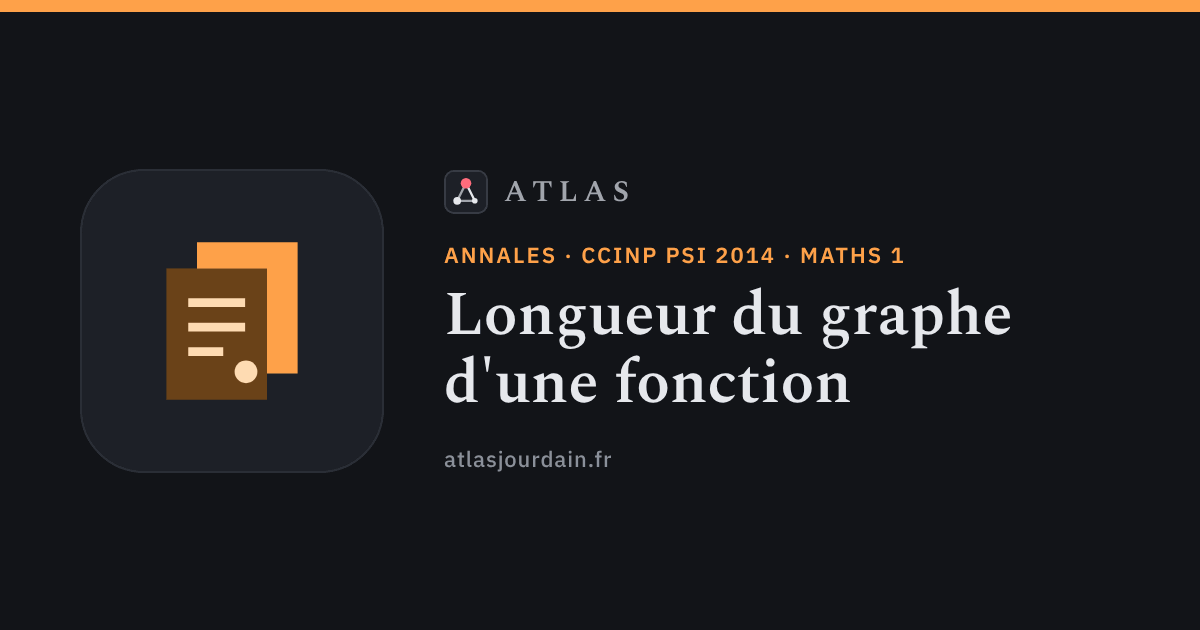 ATLAS
ANNALES · CCINP PSI 2014 · MATHS 1
Longueur du graphe
d'une fonction
atlasjourdain.fr